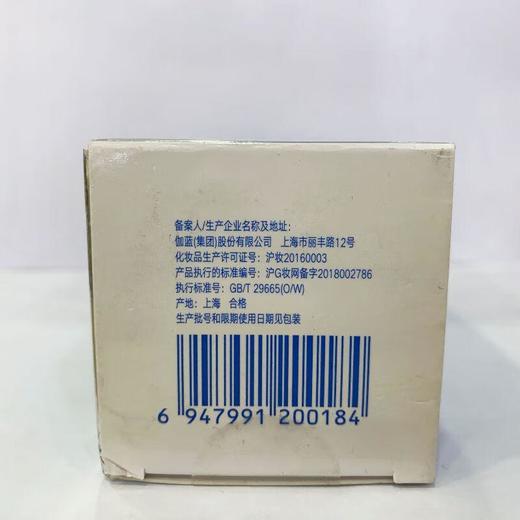 备案人/生产企业名称及地址:
伽蓝(集团)股份有限公司 上海市丽丰路12号
化妆品生产许可证号: 沪妆20160003
产品执行的标准编号: 沪G妆网备字2018002786
执行标准号: GB/T 29665(O/W)
产地: 上海 合格
生产批号和限期使用日期见包装
6 947991 200184